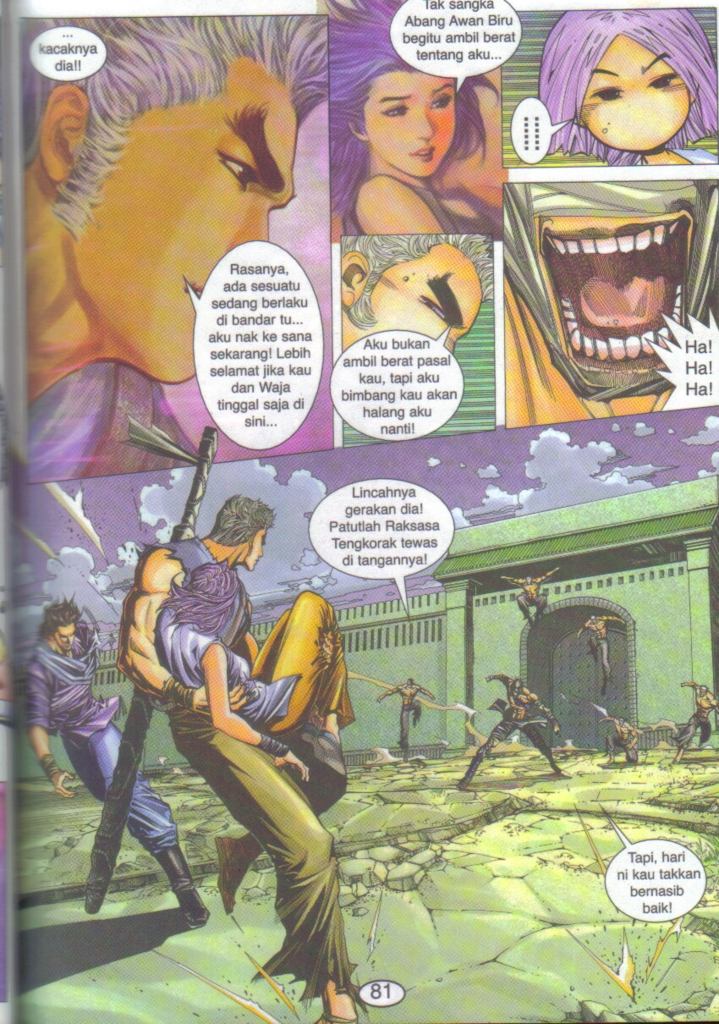 ...
kacaknya
dia!!
Rasanya,
ada sesuatu
sedang berlaku
di bandar tu...
aku nak ke sana
sekarang! Lebih
selamat jika kau
dan Waja
tinggal saja di
sini...
Tak sangka
Abang Awan Biru
begitu ambil berat
tentang aku...
Aku bukan
ambil berat pasal
kau, tapi aku
bimbang kau akan
halang aku
nanti!
Ha!
Ha!
Ha!
Lincahnya
gerakan dia!
Patutlah Raksasa
Tengkorak tewas
di tangannya!
Tapi, hari
ni kau takkan
bernasib
baik!
81